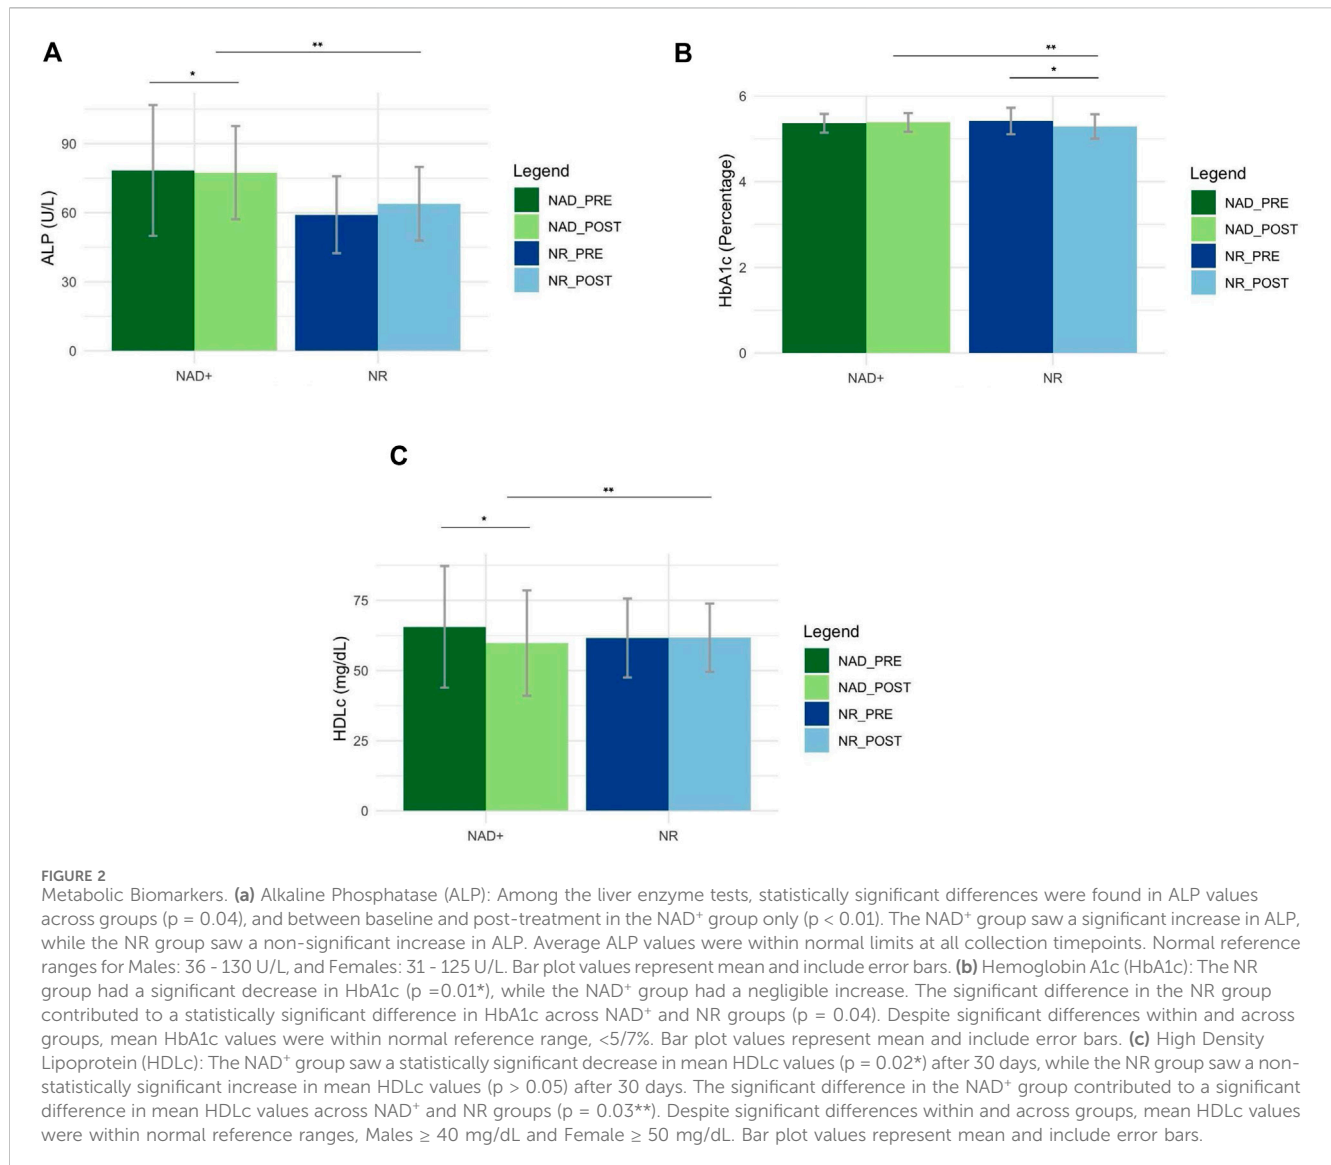 A
**
*
90
60
30
0
ALP (U/L)
NAD+
NR
Legend
NAD_PRE
NAD_POST
NR_PRE
NR_POST
B
**
*
6
4
2
0
HbA1c (Percentage)
NAD+
NR
Legend
NAD_PRE
NAD_POST
NR_PRE
NR_POST
C
**
*
75
50
25
0
HDLc (mg/dL)
NAD+
NR
Legend
NAD_PRE
NAD_POST
NR_PRE
NR_POST
FIGURE 2
Metabolic Biomarkers. (a) Alkaline Phosphatase (ALP): Among the liver enzyme tests, statistically significant differences were found in ALP values
across groups (p = 0.04), and between baseline and post-treatment in the NAD⁺ group only (p < 0.01). The NAD⁺ group saw a significant increase in ALP,
while the NR group saw a non-significant increase in ALP. Average ALP values were within normal limits at all collection timepoints. Normal reference
ranges for Males: 36 - 130 U/L, and Females: 31 - 125 U/L. Bar plot values represent mean and include error bars. (b) Hemoglobin A1c (HbA1c): The NR
group had a significant decrease in HbA1c (p =0.01*), while the NAD⁺ group had a negligible increase. The significant difference in the NR group
contributed to a statistically significant difference in HbA1c across NAD⁺ and NR groups (p = 0.04). Despite significant differences within and across
groups, mean HbA1c values were within normal reference range, <5/7%. Bar plot values represent mean and include error bars. (c) High Density
Lipoprotein (HDLc): The NAD⁺ group saw a statistically significant decrease in mean HDLc values (p = 0.02*) after 30 days, while the NR group saw a non-
statistically significant increase in mean HDLc values (p > 0.05) after 30 days. The significant difference in the NAD⁺ group contributed to a significant
difference in mean HDLc values across NAD⁺ and NR groups (p = 0.03**). Despite significant differences within and across groups, mean HDLc values
were within normal reference ranges, Males ≥ 40 mg/dL and Female ≥ 50 mg/dL. Bar plot values represent mean and include error bars.